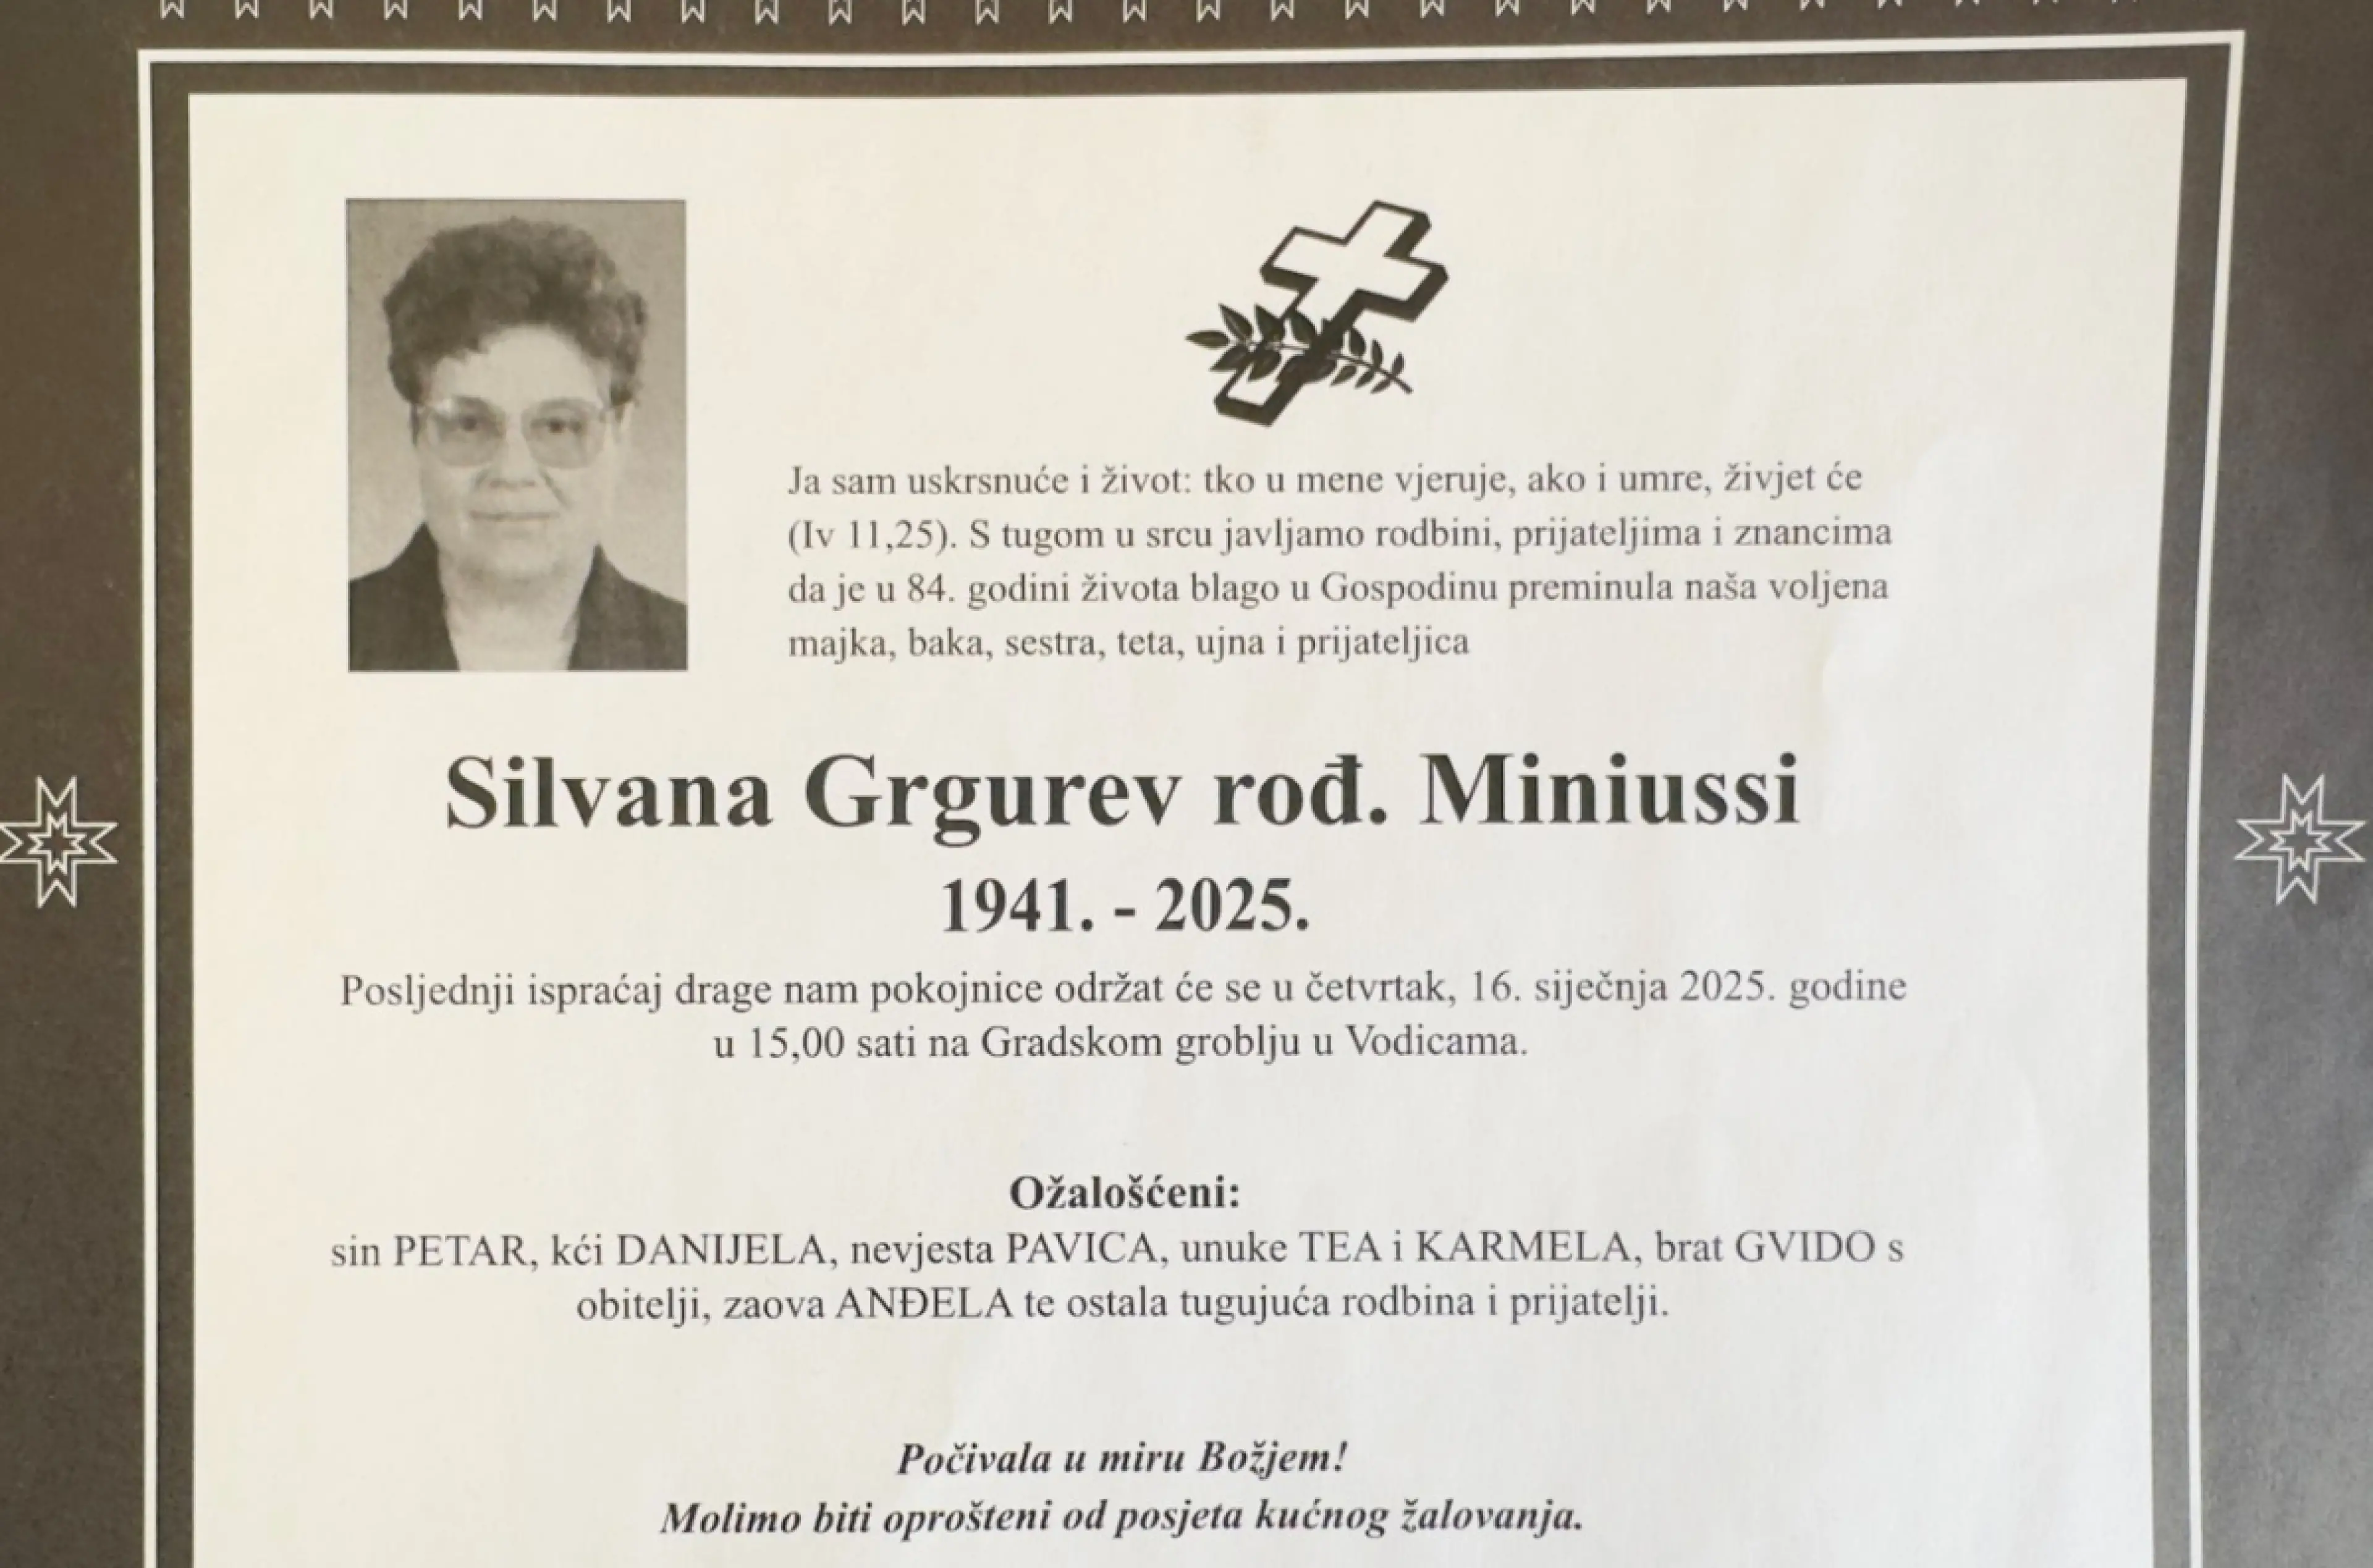 Ja sam uskrsnuće i život: tko u mene vjeruje, ako i umre, živjet će
(Iv 11,25). S tugom u srcu javljamo rodbini, prijateljima i znancima
da je u 84. godini života blago u Gospodinu preminula naša voljena
majka, baka, sestra, teta, ujna i prijateljica
Silvana Grgurev rođ. Miniussi
1941. - 2025.
Posljednji ispraćaj drage nam pokojnice održat će se u četvrtak, 16. siječnja 2025. godine
u 15,00 sati na Gradskom groblju u Vodicama.
Ožalošćeni:
sin PETAR, kći DANIJELA, nevjesta PAVICA, unuke TEA i KARMELA, brat GVIDO s
obitelji, zaova ANĐELA te ostala tugujuća rodbina i prijatelji.
Počivala u miru Božjem!
Molimo biti oprošteni od posjeta kućnog žalovanja.